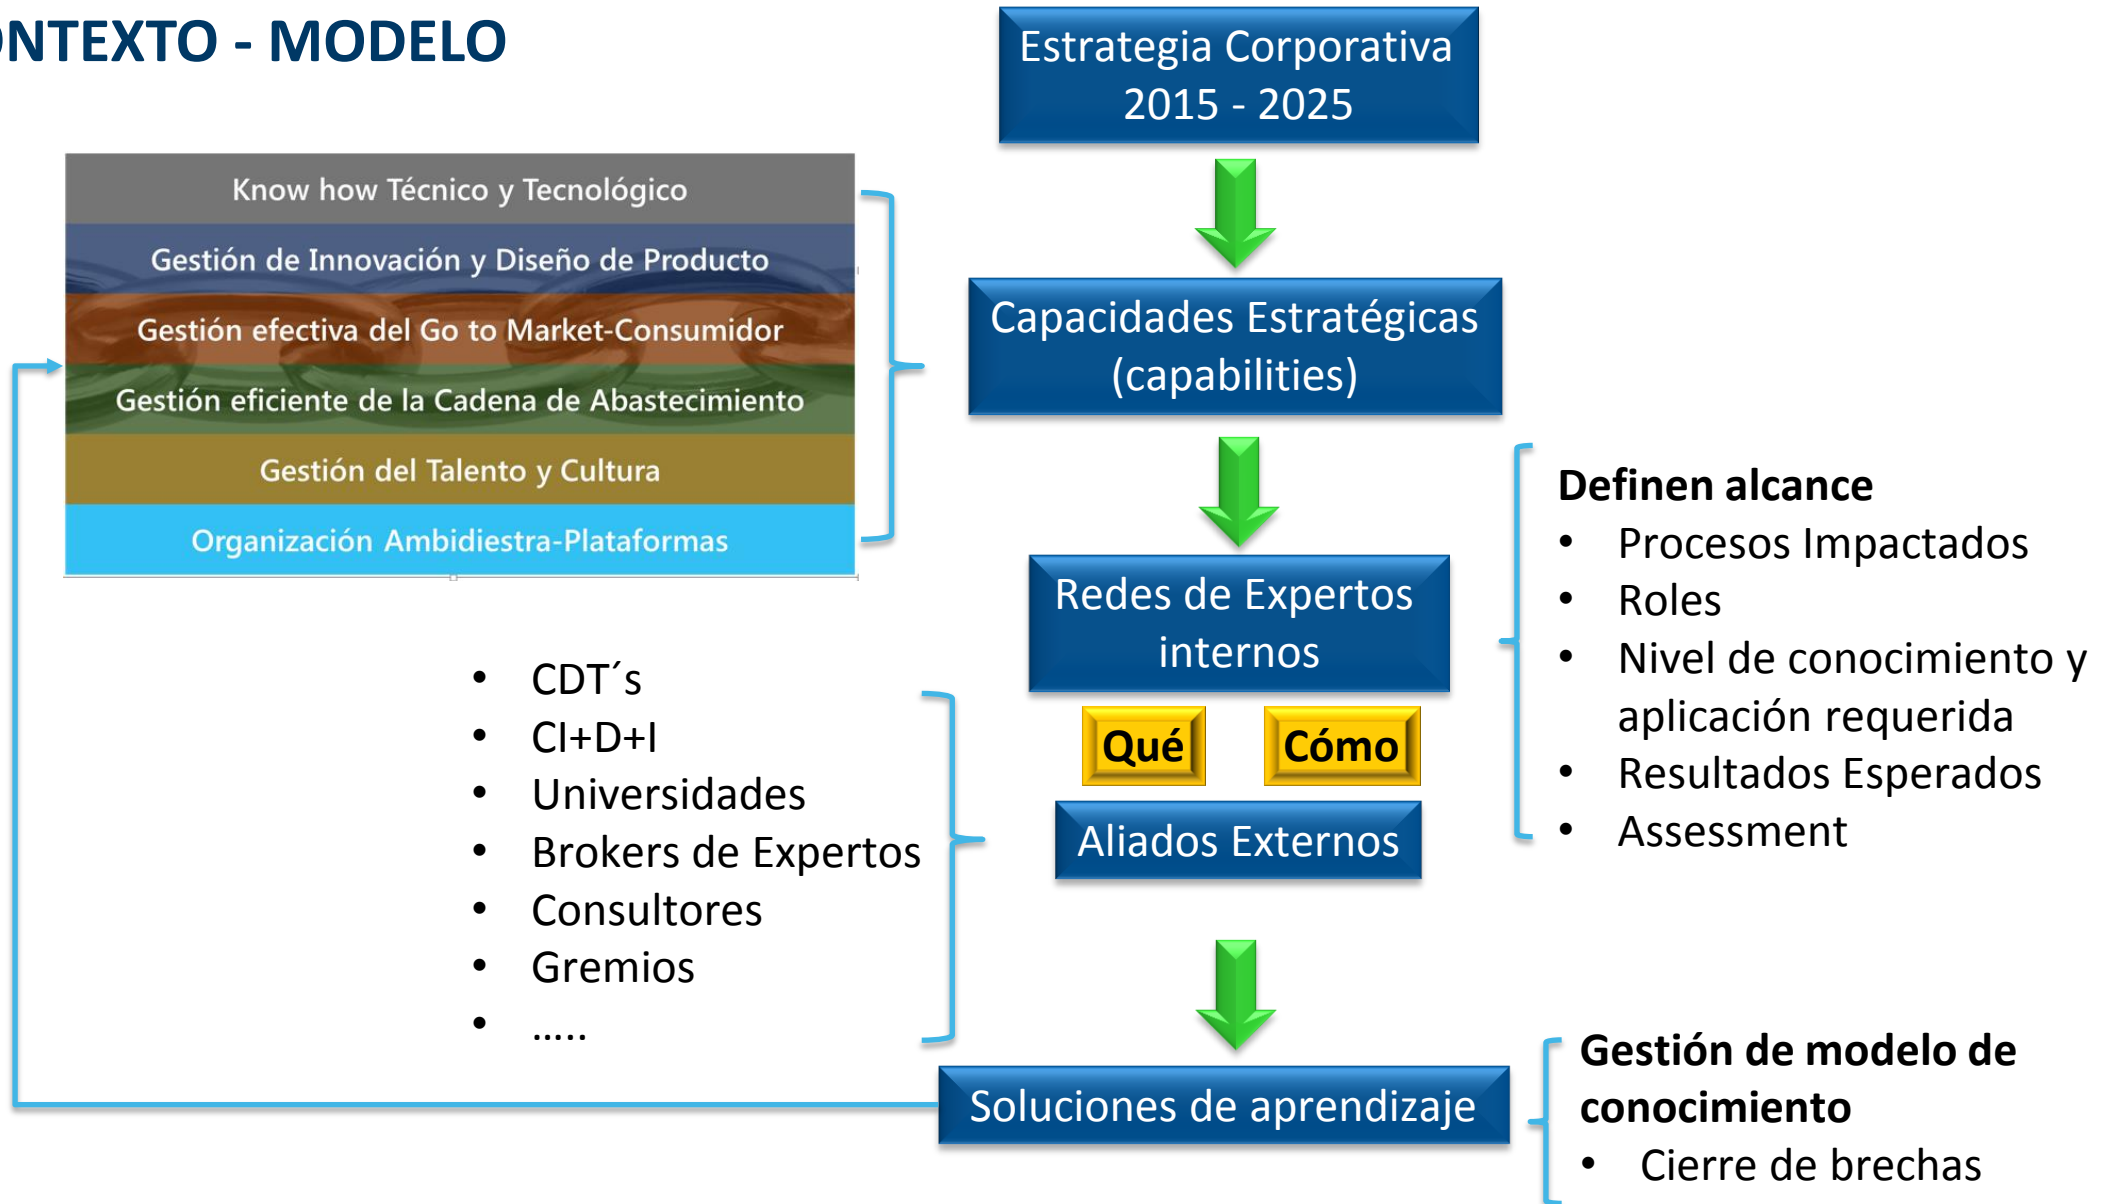 ONTEXTO - MODELO
Estrategia Corporativa
2015 - 2025
Know how Técnico y Tecnológico
Gestión de Innovación y Diseño de Producto
Gestión efectiva del Go to Market-Consumidor
Gestión eficiente de la Cadena de Abastecimiento
Gestión del Talento y Cultura
Organización Ambidiestra-Plataformas
Capacidades Estratégicas
(capabilities)
Redes de Expertos
internos
Definen alcance
• Procesos Impactados
• Roles
• Nivel de conocimiento y
aplicación requerida
• Resultados Esperados
• Assessment
Qué
Cómo
Aliados Externos
• CDT´s
• CI+D+I
• Universidades
• Brokers de Expertos
• Consultores
• Gremios
• .....
Soluciones de aprendizaje
Gestión de modelo de
conocimiento
• Cierre de brechas